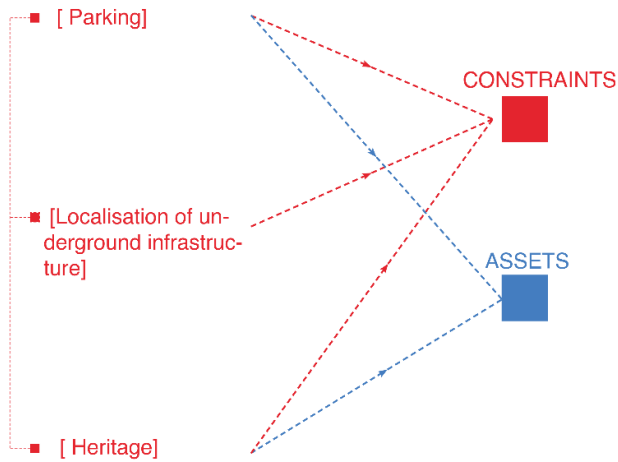 [ Parking]
CONSTRAINTS
[Localisation of un-
derground infrastruc-
ture]
ASSETS
[ Heritage]